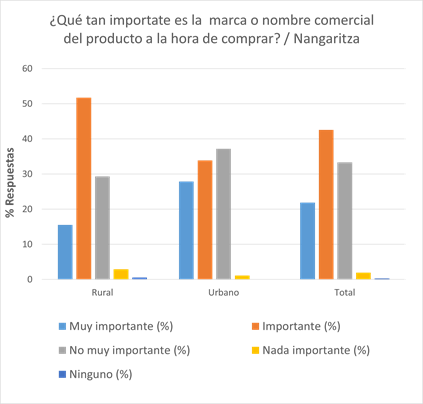 ¿Qué tan importate es la  marca o nombre comercial
del producto a la hora de comprar? / Nangaritza
% Respuestas
60
50
40
30
20
10
0
Rural
Urbano
Total
Muy importante (%)
Importante (%)
No muy importante (%)
Nada importante (%)
Ninguno (%)